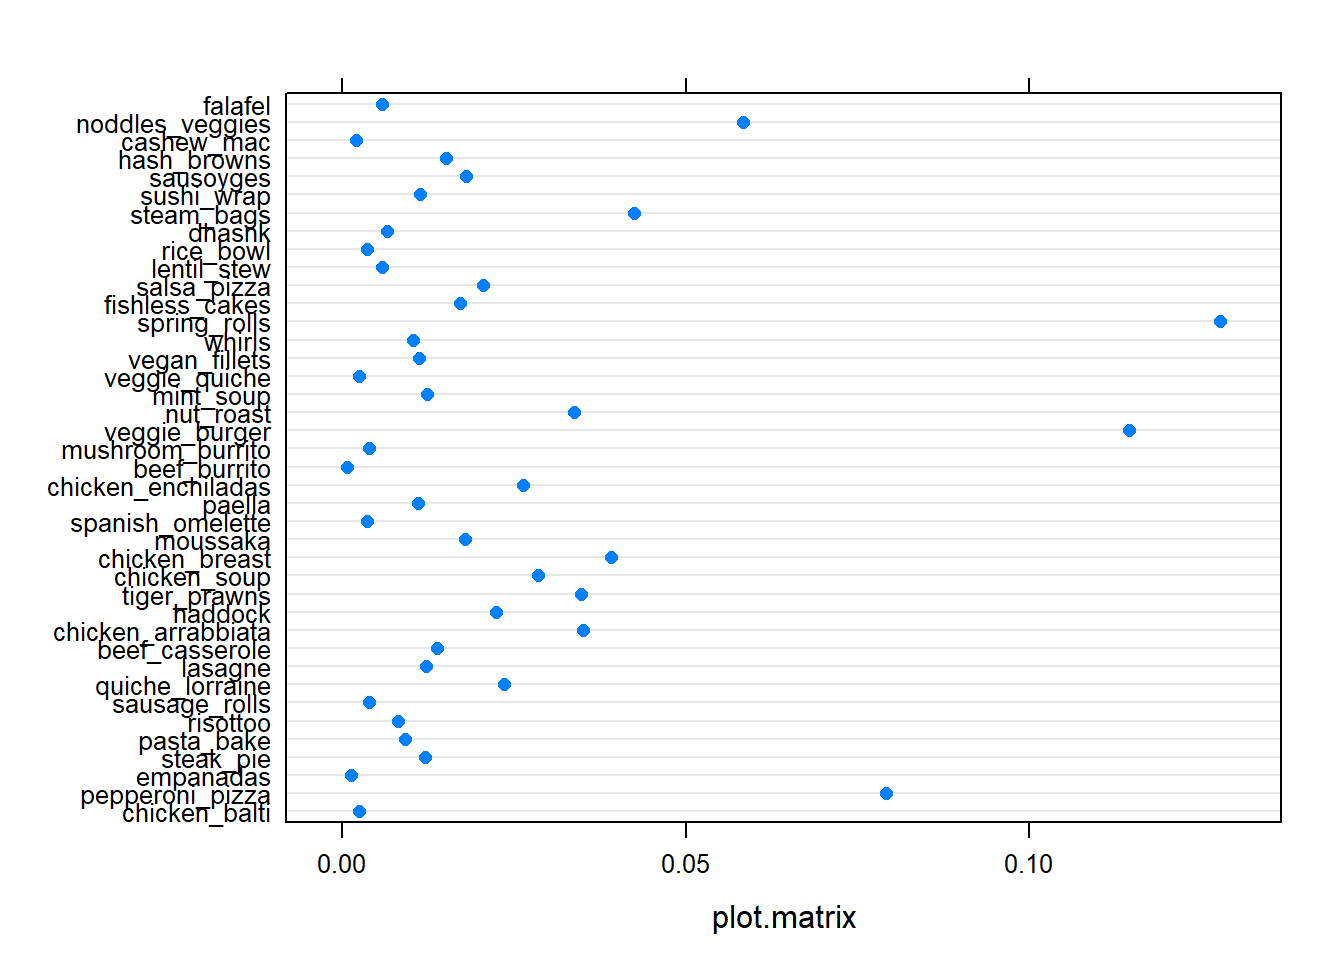 falafel
noddles_veggies
cashew_mac
hash_browns
sausoyges
sushi_wrap
steam_bags
dhashk
rice_bowl
lentil_stew
salsa_pizza
fishless_cakes
spring_rolls
whirls
vegan_fillets
veggie_quiche
mint_soup
nut_roast
veggie_burger
mushroom_burrito
beef_burrito
chicken_enchiladas
paella
spanish_omelette
moussaka
chicken_breast
chicken_soup
tiger_prawns
haddock
chicken_arrabbiata
beef_casserole
lasagne
quiche_lorraine
sausage_rolls
risottoo
pasta_bake
steak_pie
empanadas
pepperoni_pizza
chicken_balti
0.00 0.05 0.10
plot.matrix